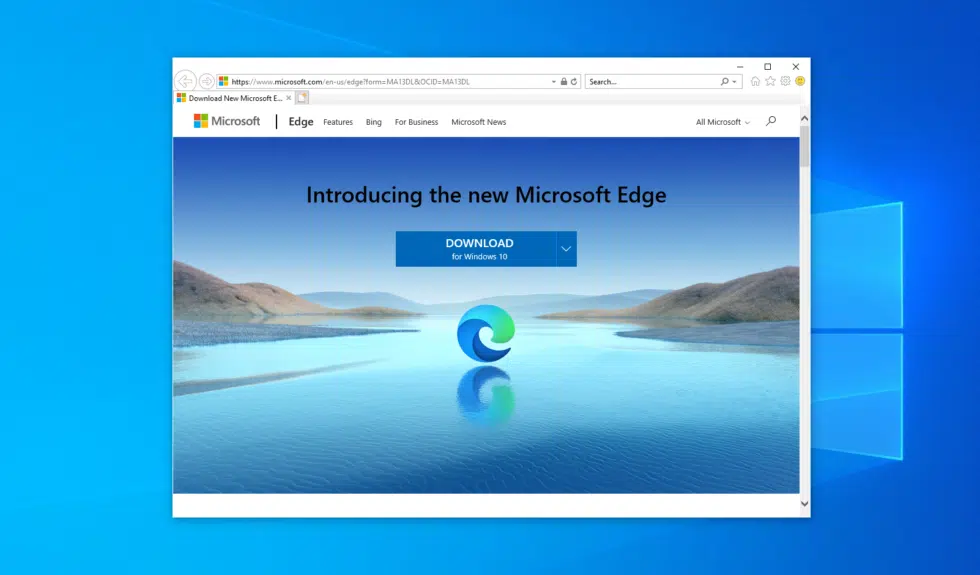 https://www.microsoft.com/en-us/edge?form=MA13DL&OCID=MA13DL
Search...
Download New Microsoft E...
Microsoft
Edge Features Bing For Business Microsoft News
All Microsoft
Introducing the new Microsoft Edge
DOWNLOAD
for Windows 10